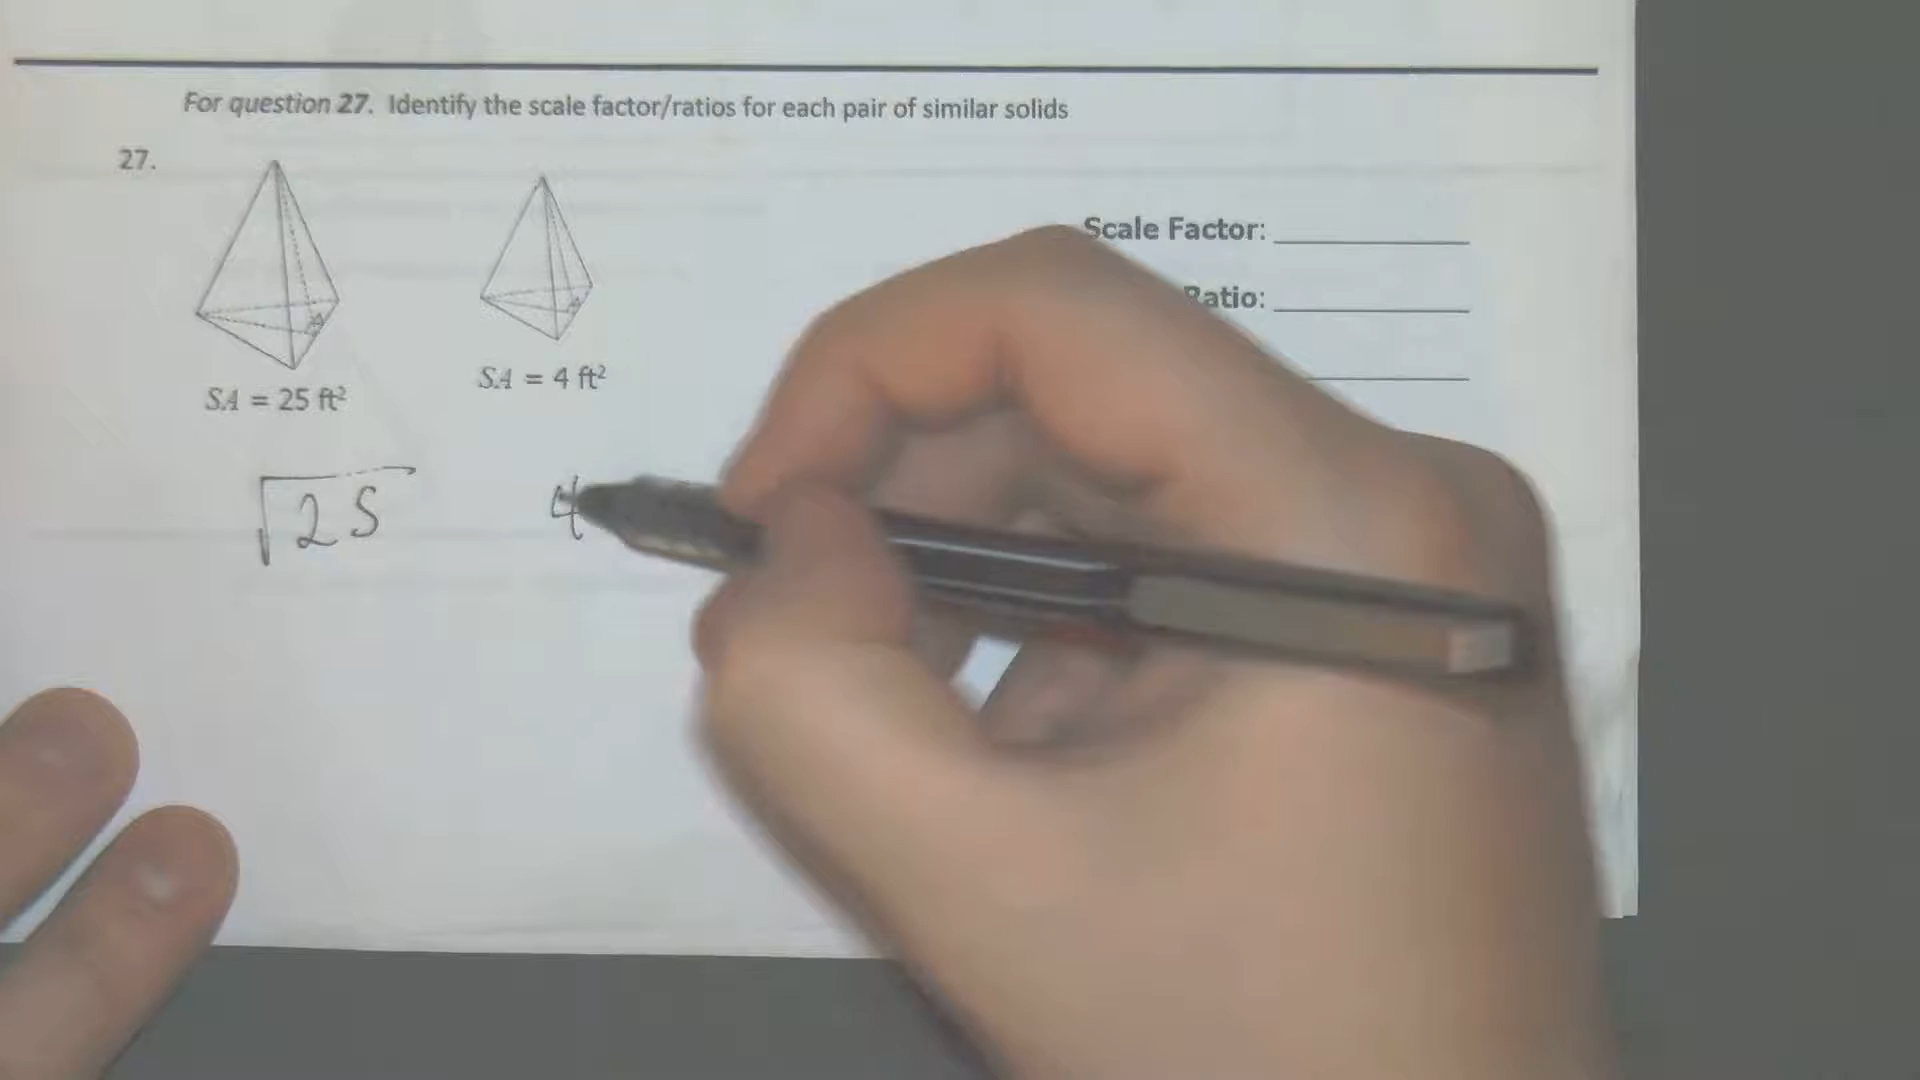 For question 27. Identify the scale factor/ratios for each pair of similar solids
27.
Scale Factor:
Ratio:
SA = 25 ft²
SA = 4 ft²
√25
4